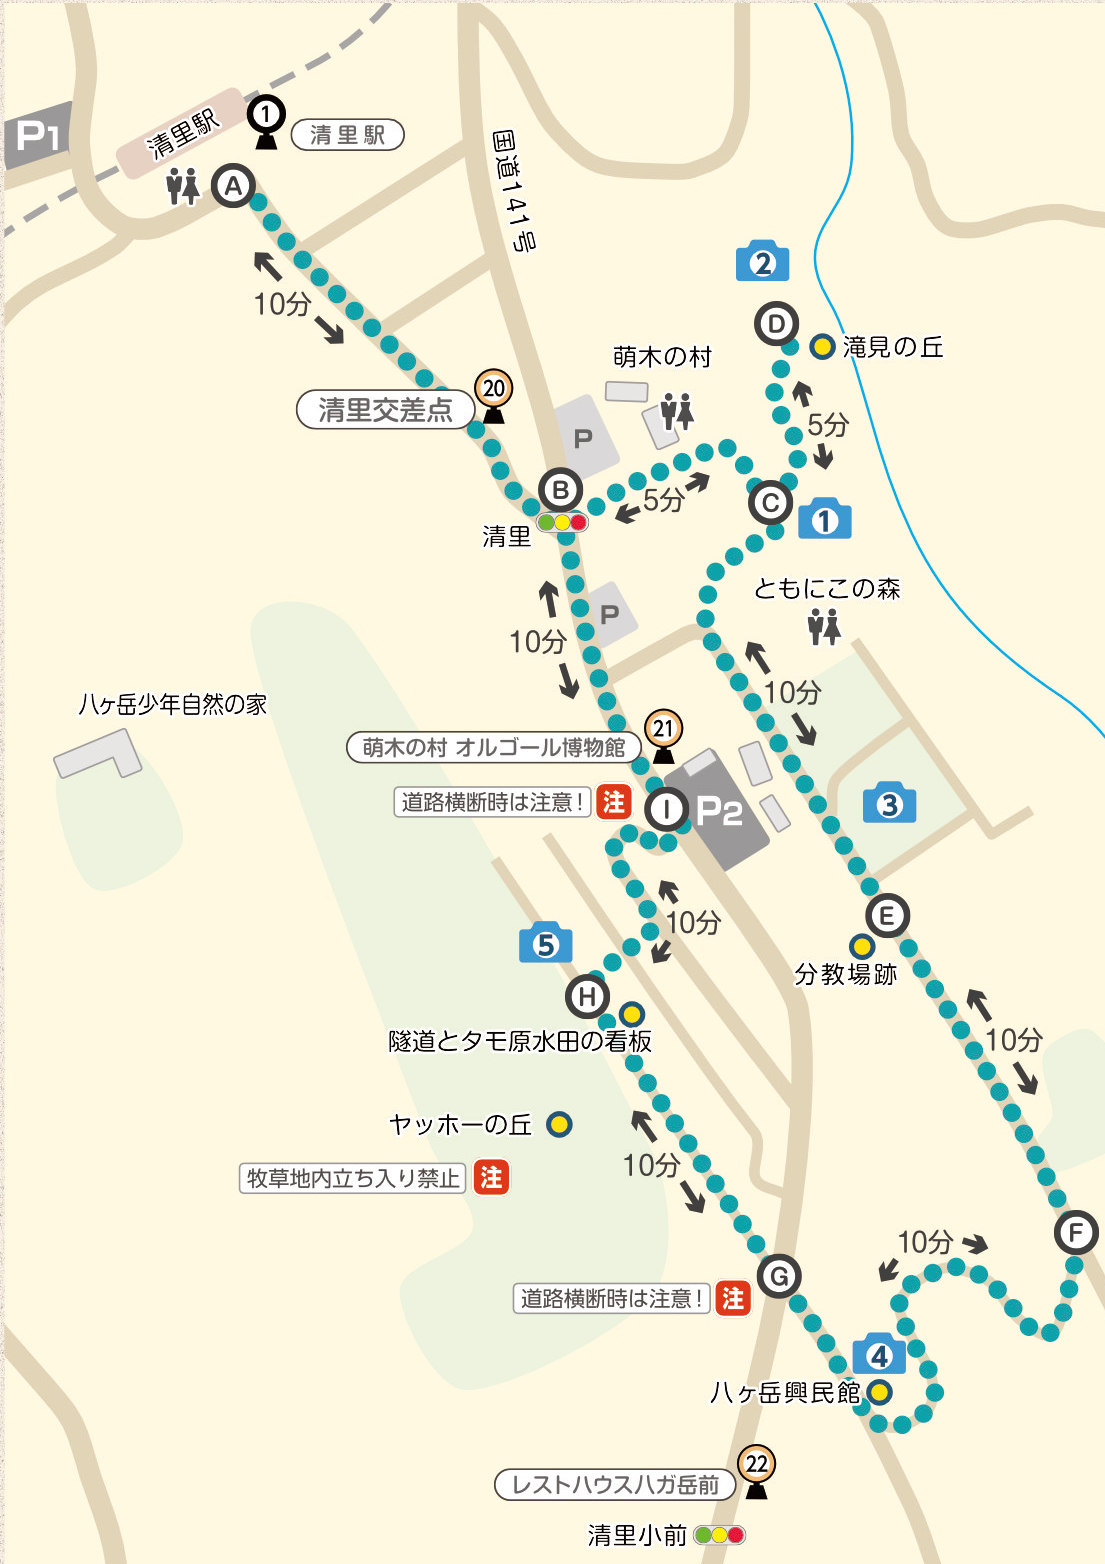 P1
清里駅
1
清里駅
A
国道141号
10分
2
D
滝見の丘
萌木の村
20
清里交差点
P
5分
B
5分
C
1
清里
ともにこの森
P
10分
10分
八ヶ岳少年自然の家
21
萌木の村 オルゴール博物館
道路横断時は注意！
注
I
P2
3
10分
E
5
分教場跡
H
隧道とタモ原水田の看板
10分
ヤッホーの丘
牧草地内立ち入り禁止
注
10分
F
10分
G
道路横断時は注意！
注
4
八ヶ岳興民館
22
レストハウス八ガ岳前
清里小前